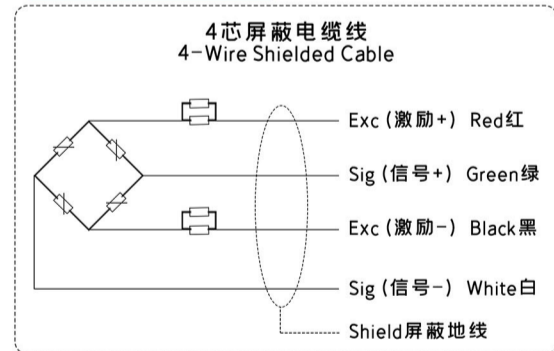 4芯屏蔽电缆线
4-Wire Shielded Cable
Exc (激励+) Red红
Sig (信号+) Green绿
Exc (激励-) Black黑
Sig (信号-) White白
Shield屏蔽地线